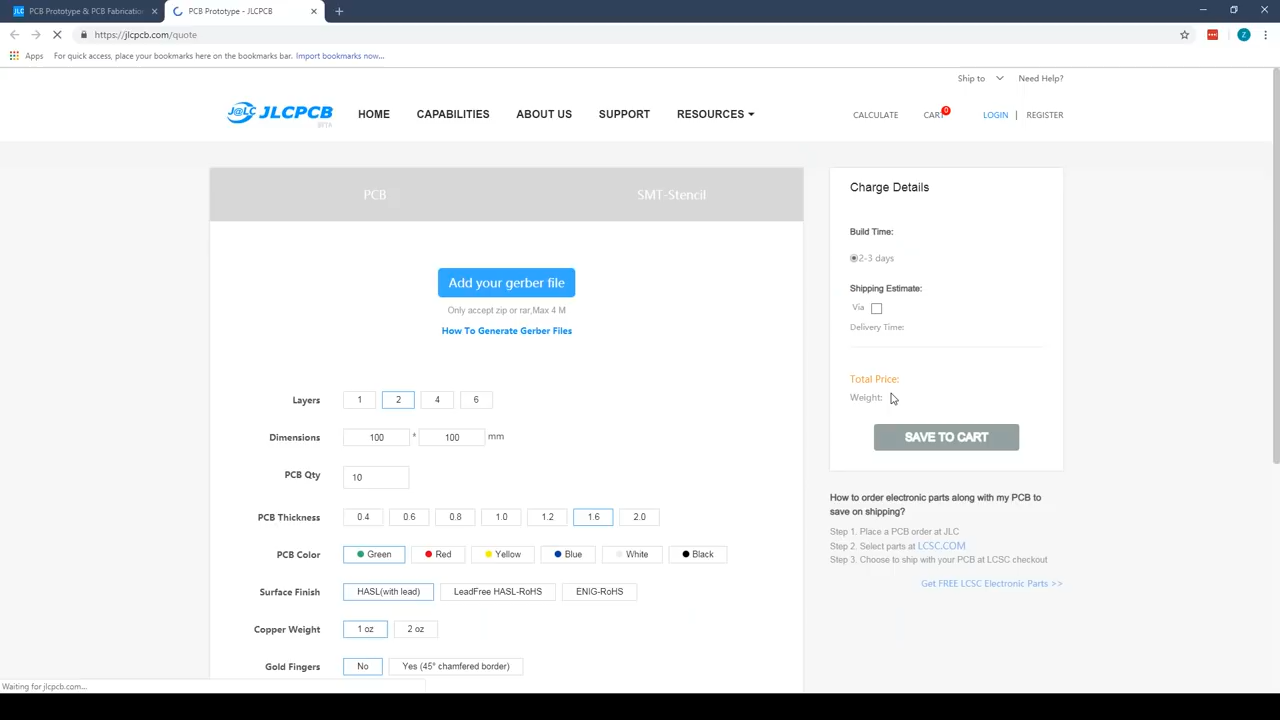 JLC PCB Prototype & PCB Fabrication
PCB Prototype - JLCPCB
https://jlcpcb.com/quote
Z
Apps
For quick access, place your bookmarks here on the bookmarks bar. Import bookmarks now...
Ship to
Need Help?
J@LC JLCPCB
HOME
CAPABILITIES
ABOUT US
SUPPORT
RESOURCES
CALCULATE
CART 0
LOGIN | REGISTER
PCB
SMT-Stencil
Add your gerber file
Only accept zip or rar,Max 4 M
How To Generate Gerber Files
Layers 1 2 4 6
Dimensions 100 * 100 mm
PCB Qty 10
PCB Thickness 0.4 0.6 0.8 1.0 1.2 1.6 2.0
PCB Color Green Red Yellow Blue White Black
Surface Finish HASL(with lead) LeadFree HASL-RoHS ENIG-RoHS
Copper Weight 1 oz 2 oz
Gold Fingers No Yes (45° chamfered border)
Charge Details
Build Time:
2-3 days
Shipping Estimate:
Via
Delivery Time:
Total Price:
Weight:
SAVE TO CART
How to order electronic parts along with my PCB to
save on shipping?
Step 1. Place a PCB order at JLC
Step 2. Select parts at LCSC.COM
Step 3. Choose to ship with your PCB at LCSC checkout
Get FREE LCSC Electronic Parts >>
Waiting for jlcpcb.com...